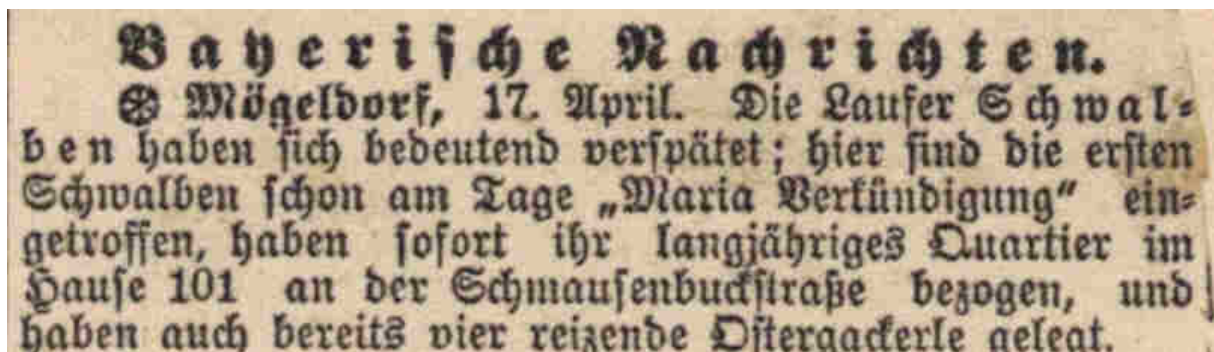 Bayerische Nachrichten.
⊛ Mögeldorf, 17. April. Die Laufer Schwal-
ben haben sich bedeutend verspätet; hier sind die ersten
Schwalben schon am Tage „Maria Verkündigung“ ein-
getroffen, haben sofort ihr langjähriges Quartier im
Hause 101 an der Schmausenbuckstraße bezogen, und
haben auch bereits vier reizende Ostergackerle gelegt.